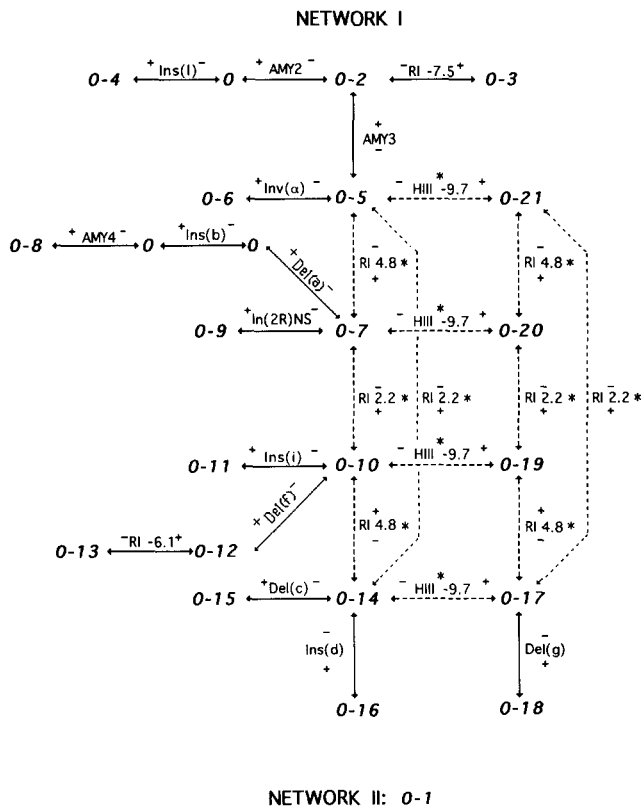 NETWORK I
0-4 + Ins(l) - 0 + AMY2 - 0-2 - RI -7.5 + 0-3
+
AMY3
-
0-6 + Inv(α) - 0-5 - HIII * -9.7 + 0-21
0-8 + AMY4 - 0 + Ins(b) - 0
+ Del(a) -
RI 4.8 * - + RI 4.8 * - +
0-9 + In(2R)NS - 0-7 - HIII * -9.7 + 0-20
RI 2.2 * - + RI 2.2 * - + RI 2.2 * - + RI 2.2 * - +
0-11 + Ins(i) - 0-10 - HIII * -9.7 + 0-19
+ Del(f) -
RI 4.8 * + - RI 4.8 * + -
0-13 - RI -6.1 + 0-12
0-15 + Del(c) - 0-14 - HIII * -9.7 + 0-17
- Ins(d) + - Del(g) +
0-16 0-18
NETWORK II: 0-1